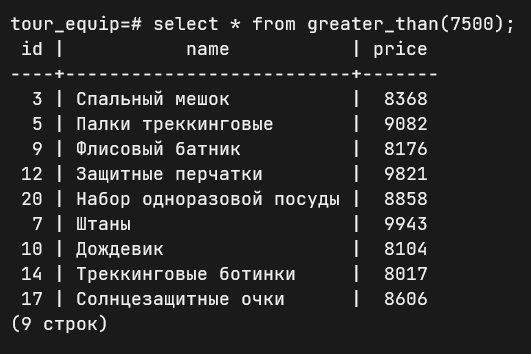 tour_equip=# select * from greater_than(7500);
 id |           name           | price
----+--------------------------+-------
  3 | Спальный мешок           |  8368
  5 | Палки треккинговые       |  9082
  9 | Флисовый батник          |  8176
 12 | Защитные перчатки        |  9821
 20 | Набор одноразовой посуды |  8858
  7 | Штаны                    |  9943
 10 | Дождевик                 |  8104
 14 | Треккинговые ботинки     |  8017
 17 | Солнцезащитные очки      |  8606
(9 строк)